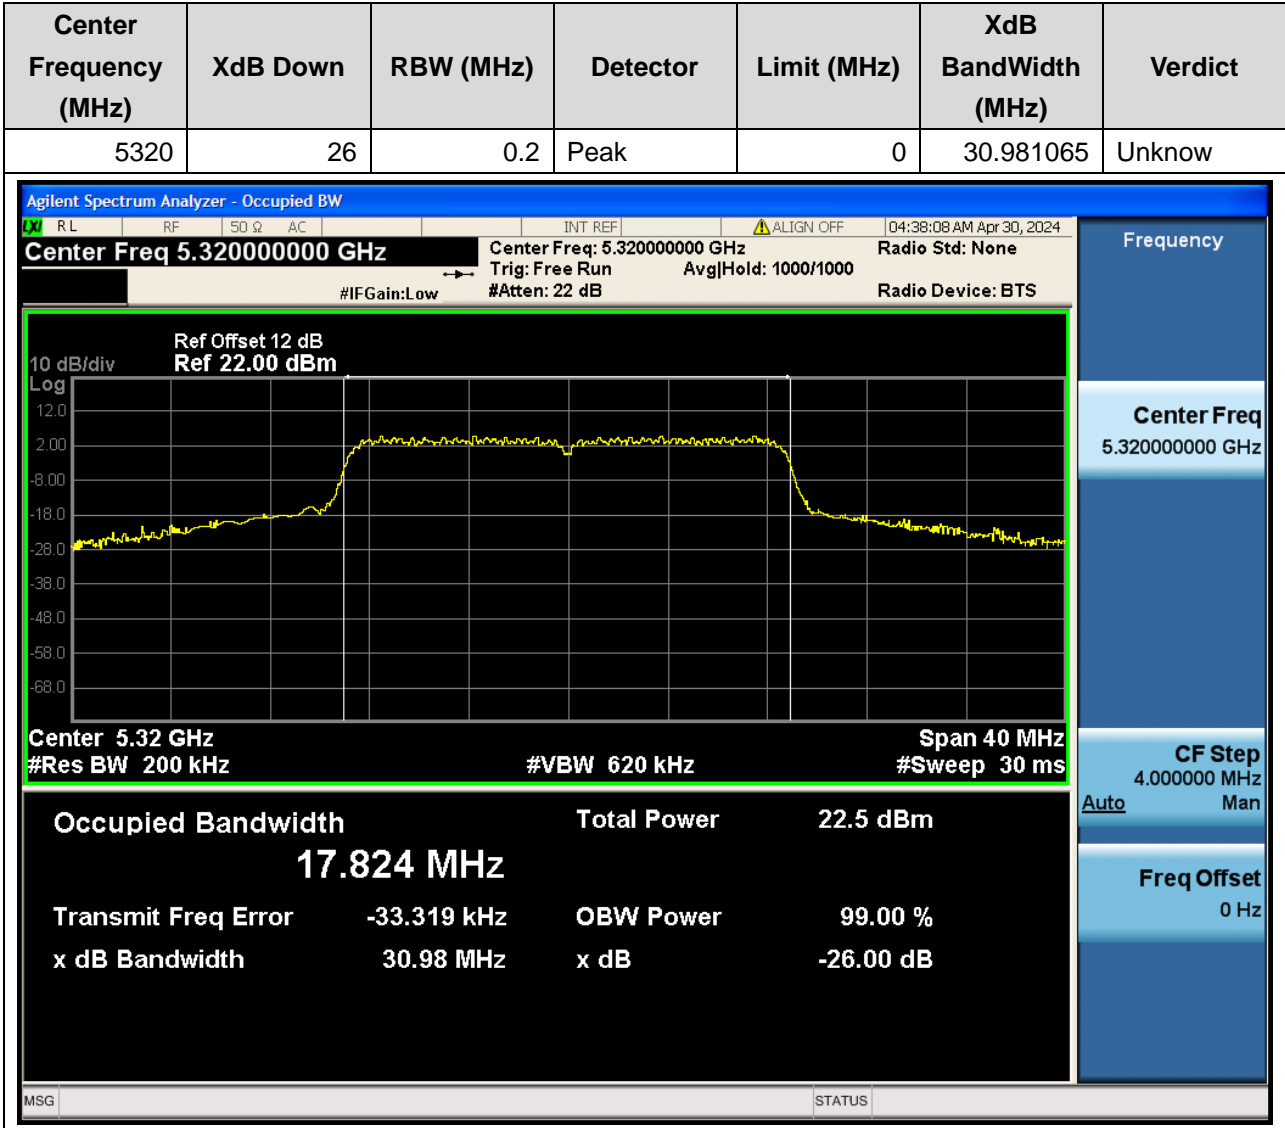 Center Frequency (MHz) XdB Down RBW (MHz) Detector Limit (MHz) XdB BandWidth (MHz) Verdict
5320 26 0.2 Peak 0 30.981065 Unknow
Agilent Spectrum Analyzer - Occupied BW
LXI RL RF 50 Ω AC INT REF ALIGN OFF 04:38:08 AM Apr 30, 2024
Center Freq 5.320000000 GHz
Center Freq: 5.320000000 GHz
Radio Std: None
Trig: Free Run Avg|Hold: 1000/1000
#IFGain:Low #Atten: 22 dB Radio Device: BTS
Ref Offset 12 dB
10 dB/div Ref 22.00 dBm
Log
12.0
2.00
-8.00
-18.0
-28.0
-38.0
-48.0
-58.0
-68.0
Center 5.32 GHz Span 40 MHz
#Res BW 200 kHz #VBW 620 kHz #Sweep 30 ms
Occupied Bandwidth Total Power 22.5 dBm
17.824 MHz
Transmit Freq Error -33.319 kHz OBW Power 99.00 %
x dB Bandwidth 30.98 MHz x dB -26.00 dB
Frequency
Center Freq
5.320000000 GHz
CF Step
4.000000 MHz
Auto Man
Freq Offset
0 Hz
MSG STATUS